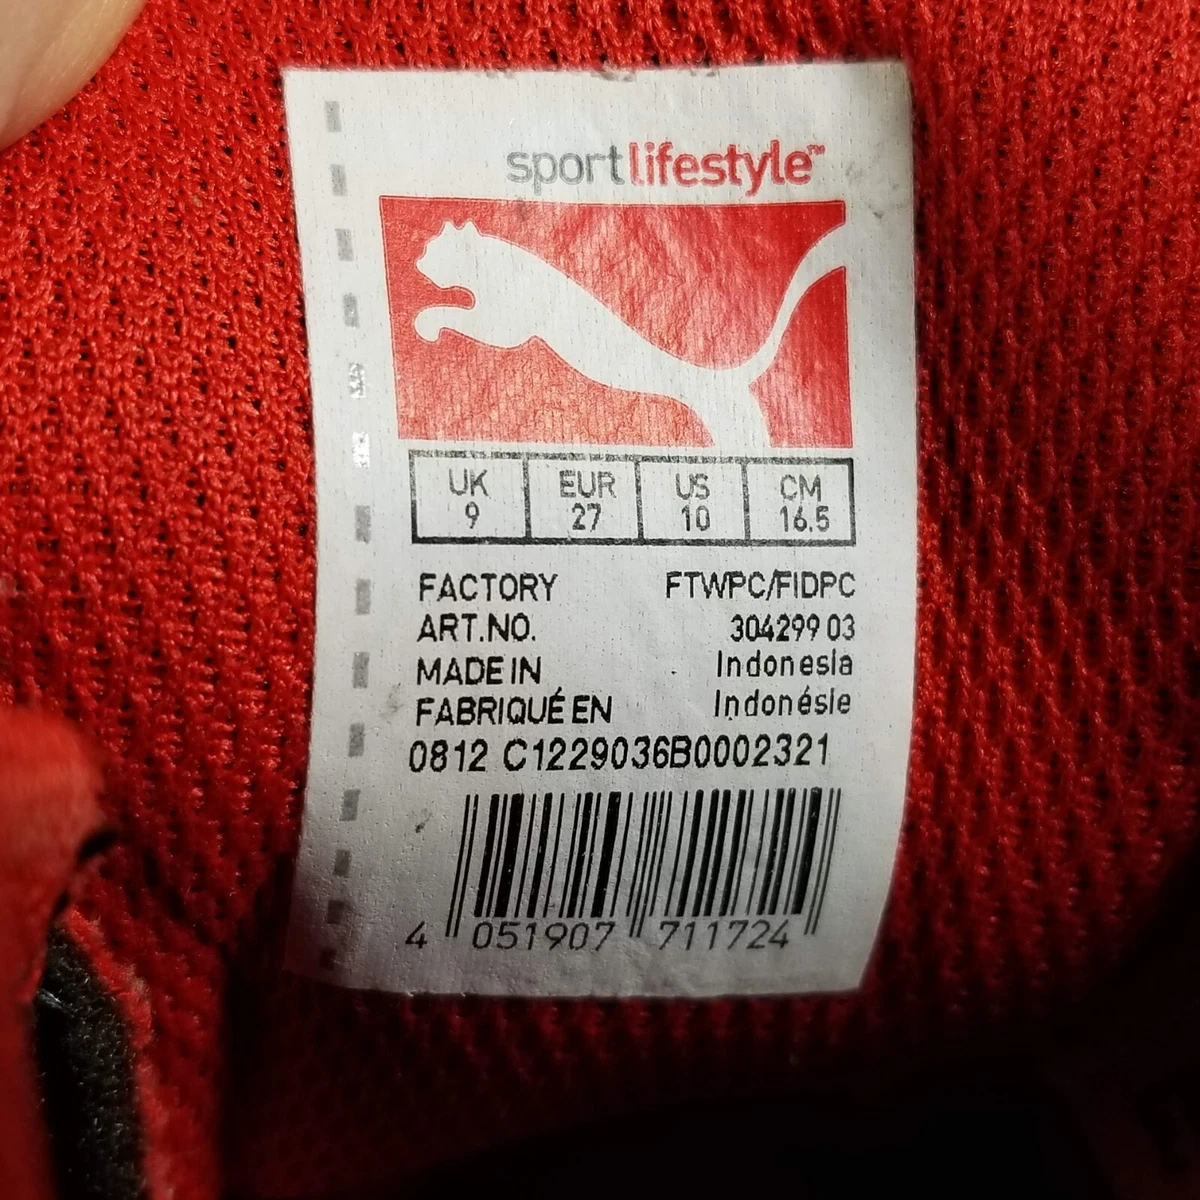 sportlifestyle™
UK EUR US CM
9 27 10 16.5
FACTORY FTWPC/FIDPC
ART.NO. 304299 03
MADE IN Indonesia
FABRIQUÉ EN Indonésie
0812 C1229036B0002321
4 051907 711724